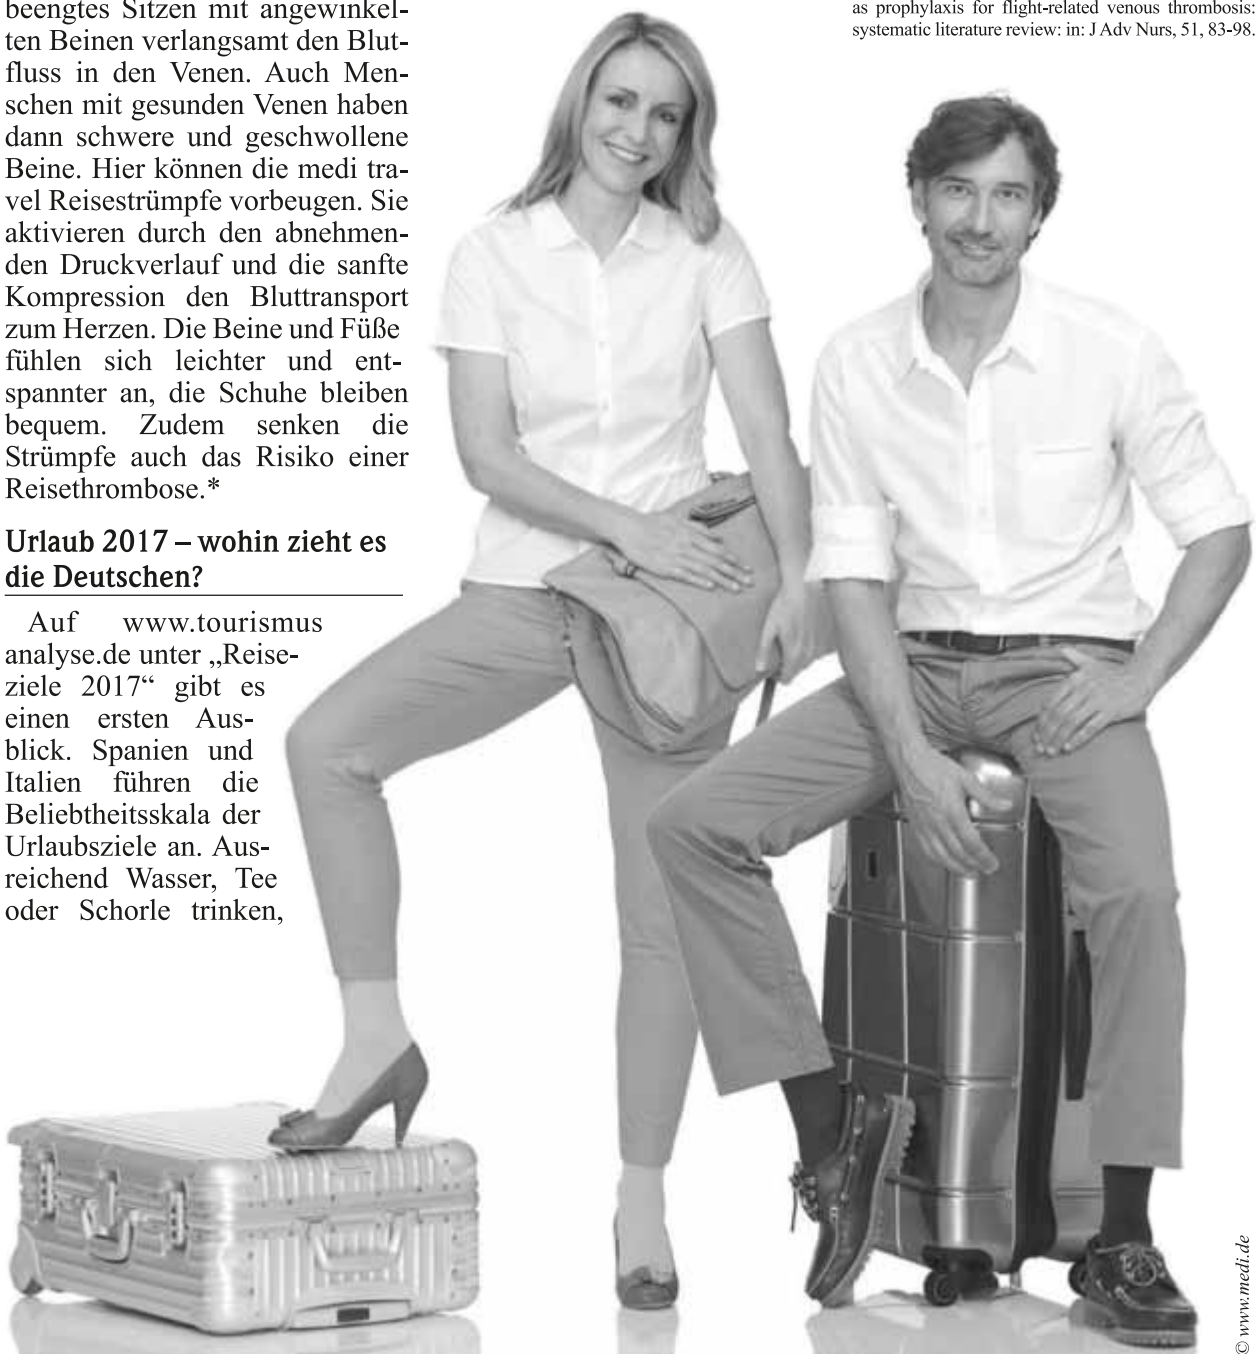 beengtes Sitzen mit angewinkel-
ten Beinen verlangsamt den Blut-
fluss in den Venen. Auch Men-
schen mit gesunden Venen haben
dann schwere und geschwollene
Beine. Hier können die medi tra-
vel Reisestrümpfe vorbeugen. Sie
aktivieren durch den abnehmen-
den Druckverlauf und die sanfte
Kompression den Bluttransport
zum Herzen. Die Beine und Füße
fühlen sich leichter und ent-
spannter an, die Schuhe bleiben
bequem. Zudem senken die
Strümpfe auch das Risiko einer
Reisethrombose.*
Urlaub 2017 – wohin zieht es
die Deutschen?
Auf www.tourismus
analyse.de unter „Reise-
ziele 2017“ gibt es
einen ersten Aus-
blick. Spanien und
Italien führen die
Beliebtheitsskala der
Urlaubsziele an. Aus-
reichend Wasser, Tee
oder Schorle trinken,
as prophylaxis for flight-related venous thrombosis:
systematic literature review: in: J Adv Nurs, 51, 83-98.
© www.medi.de